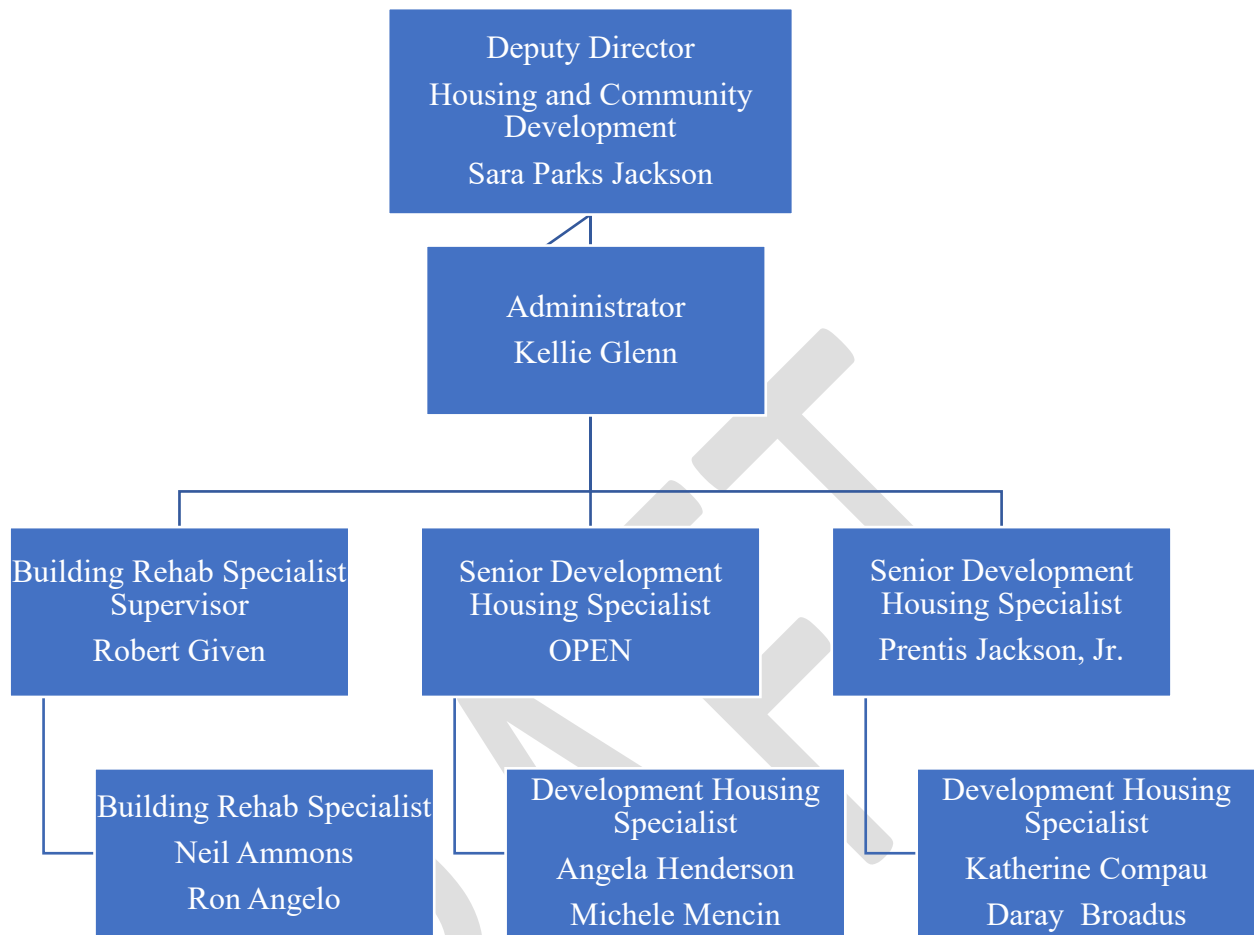 Deputy Director
Housing and Community
Development
Sara Parks Jackson
Administrator
Kellie Glenn
Building Rehab Specialist
Supervisor
Robert Given
Senior Development
Housing Specialist
OPEN
Senior Development
Housing Specialist
Prentis Jackson, Jr.
Building Rehab Specialist
Neil Ammons
Ron Angelo
Development Housing
Specialist
Angela Henderson
Michele Mencin
Development Housing
Specialist
Katherine Compau
Daray  Broadus